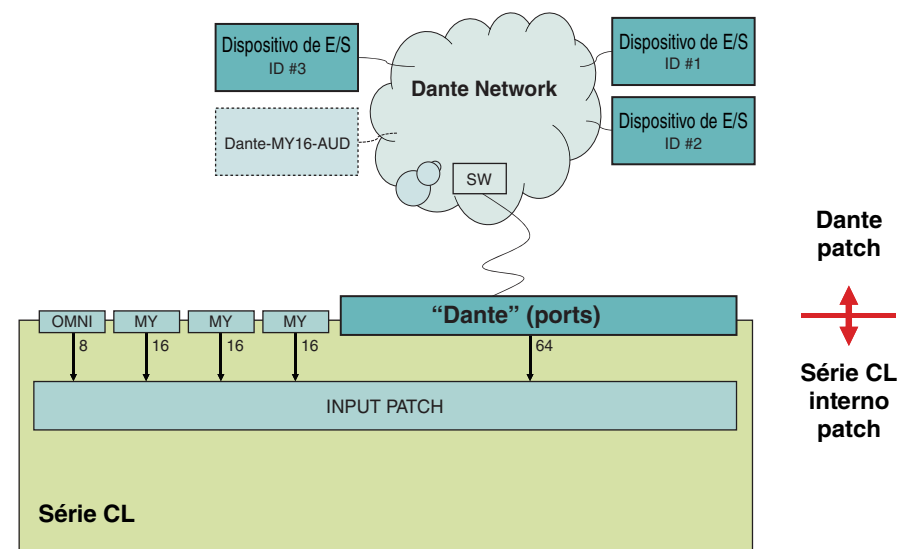 Dispositivo de E/S
ID #3
Dispositivo de E/S
ID #1
Dante Network
Dante-MY16-AUD
Dispositivo de E/S
ID #2
SW
Dante
patch
"Dante" (ports)
OMNI
MY
MY
MY
8
16
16
16
64
INPUT PATCH
Série CL
interno
patch
Série CL